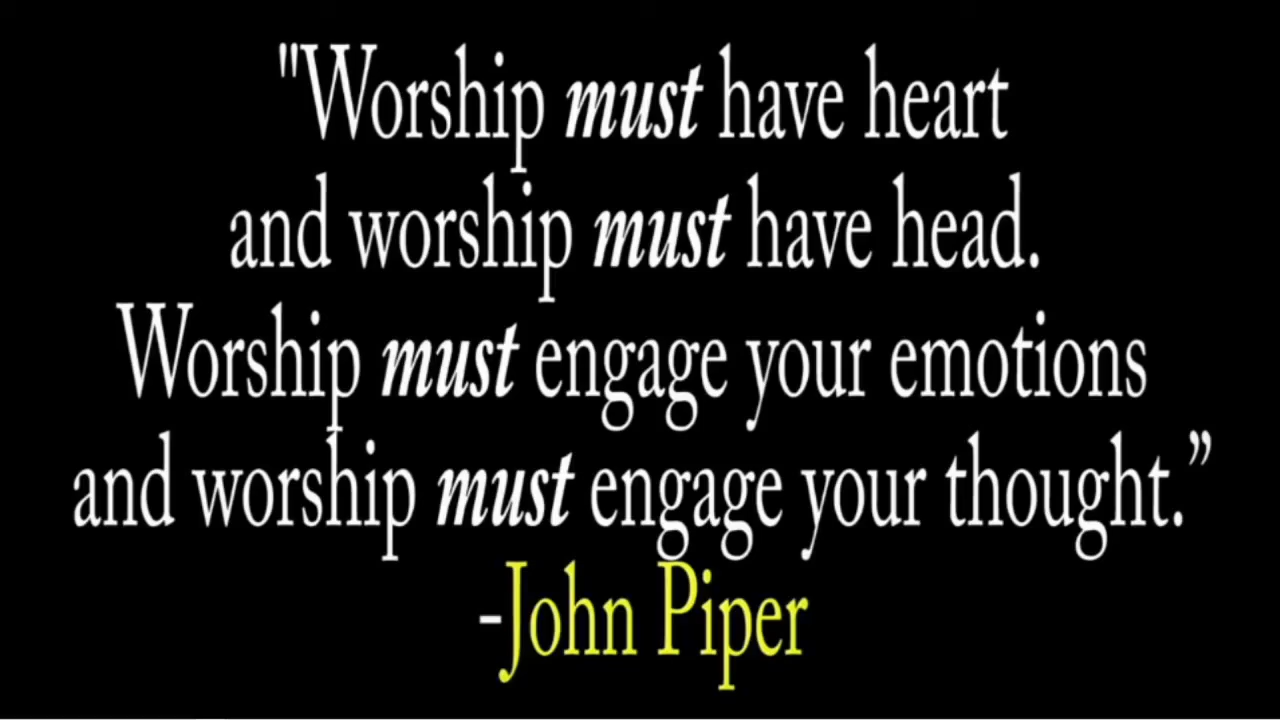 "Worship must have heart
and worship must have head.
Worship must engage your emotions
and worship must engage your thought.”
-John Piper